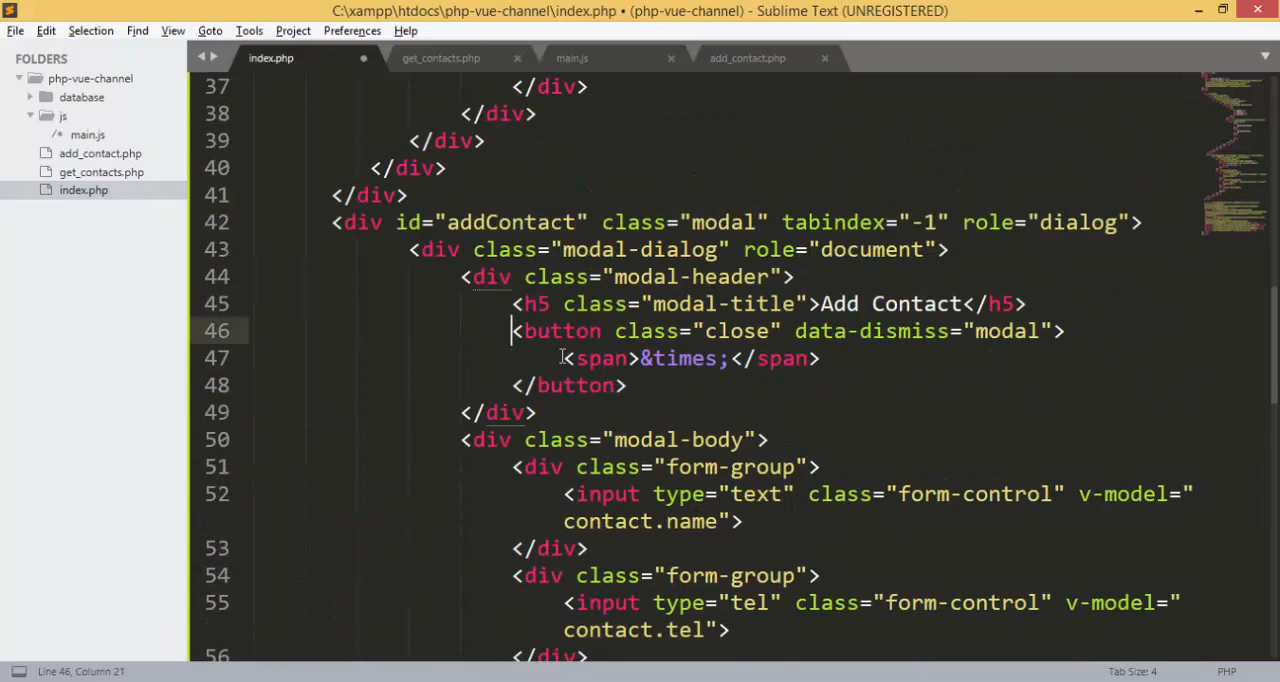 C:\xampp\htdocs\php-vue-channel\index.php • (php-vue-channel) - Sublime Text (UNREGISTERED)
File Edit Selection Find View Goto Tools Project Preferences Help
FOLDERS
php-vue-channel
database
js
/* main.js
add_contact.php
get_contacts.php
index.php
index.php get_contacts.php main.js add_contact.php
37 </div>
38 </div>
39 </div>
40 </div>
41 </div>
42 <div id="addContact" class="modal" tabindex="-1" role="dialog">
43 <div class="modal-dialog" role="document">
44 <div class="modal-header">
45 <h5 class="modal-title">Add Contact</h5>
46 <button class="close" data-dismiss="modal">
47 <span>&times;</span>
48 </button>
49 </div>
50 <div class="modal-body">
51 <div class="form-group">
52 <input type="text" class="form-control" v-model="
contact.name">
53 </div>
54 <div class="form-group">
55 <input type="tel" class="form-control" v-model="
contact.tel">
56 </div>
Line 46, Column 21 Tab Size: 4 PHP